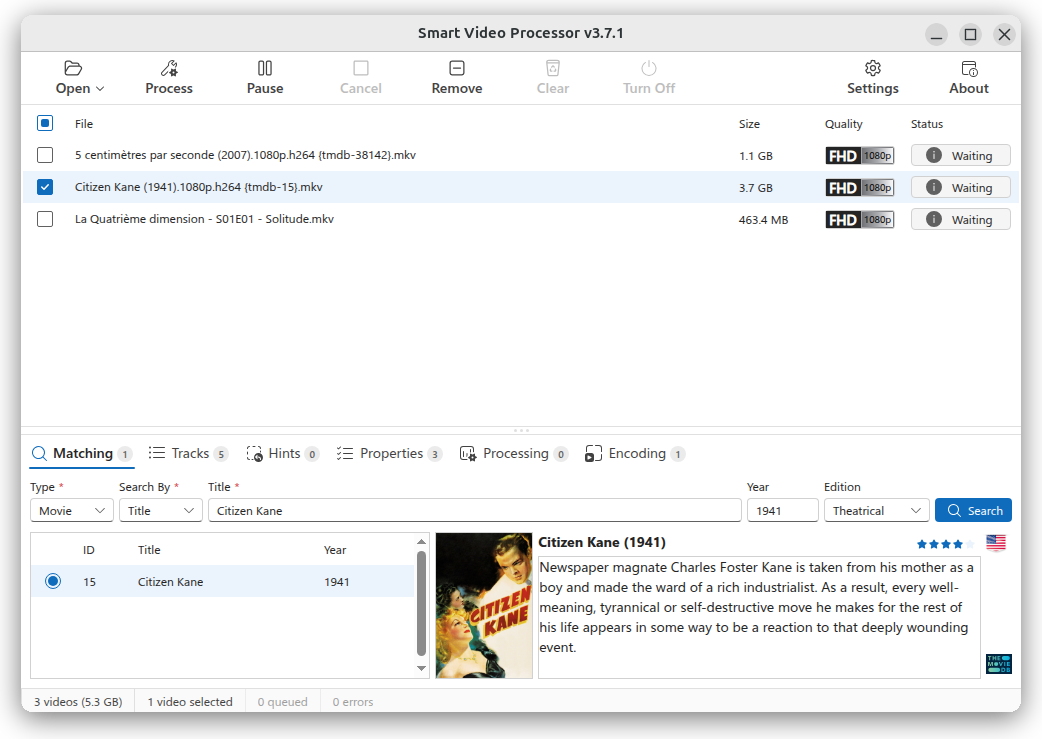 Smart Video Processor v3.7.1
Open Process Pause Cancel Remove Clear Turn Off Settings About
File Size Quality Status
5 centimètres par seconde (2007).1080p.h264 {tmdb-38142}.mkv 1.1 GB FHD 1080p Waiting
Citizen Kane (1941).1080p.h264 {tmdb-15}.mkv 3.7 GB FHD 1080p Waiting
La Quatrième dimension - S01E01 - Solitude.mkv 463.4 MB FHD 1080p Waiting
Matching 1 Tracks 5 Hints 0 Properties 3 Processing 0 Encoding 1
Type * Search By * Title * Year Edition
Movie Title Citizen Kane 1941 Theatrical Search
ID Title Year
15 Citizen Kane 1941
CITIZEN
KANE
Citizen Kane (1941)
Newspaper magnate Charles Foster Kane is taken from his mother as a
boy and made the ward of a rich industrialist. As a result, every well-
meaning, tyrannical or self-destructive move he makes for the rest of
his life appears in some way to be a reaction to that deeply wounding
event.
THE
MOVIE
DB
3 videos (5.3 GB) 1 video selected 0 queued 0 errors